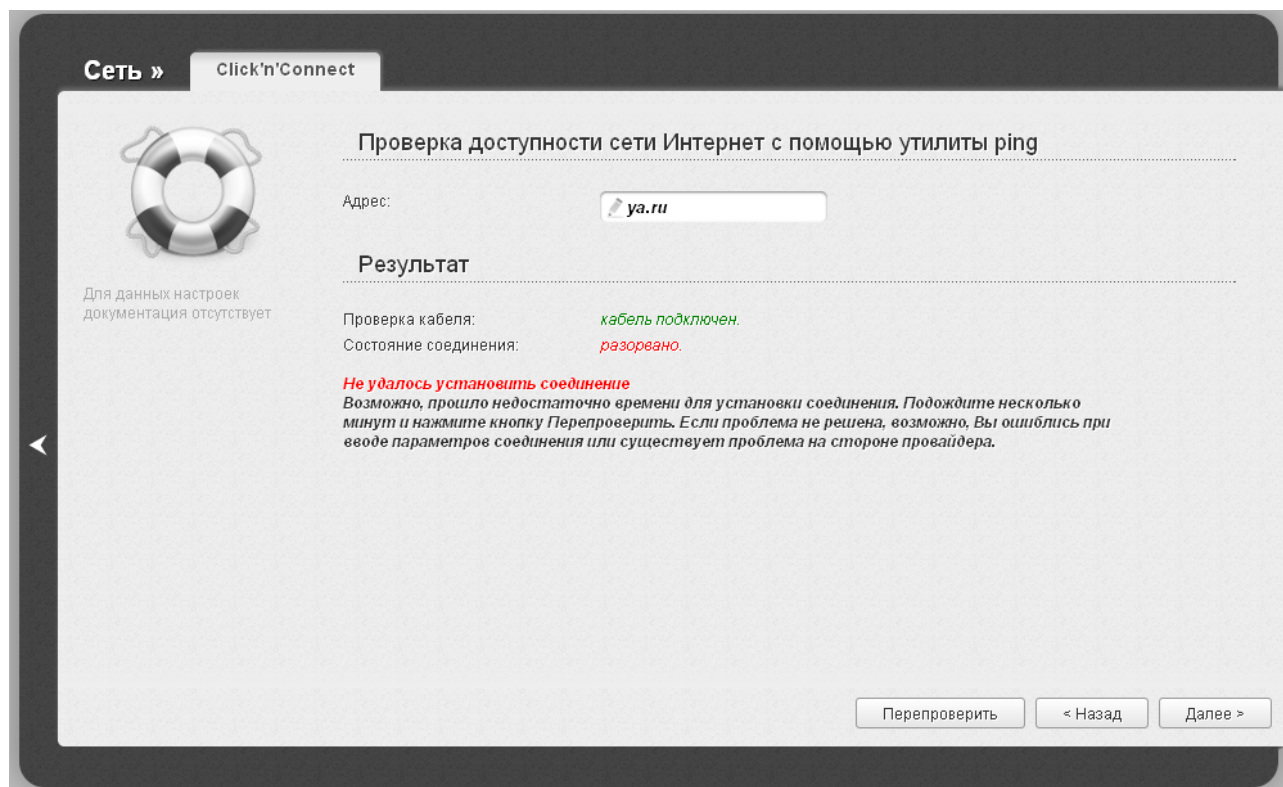 Сеть »
Click'n'Connect
Проверка доступности сети Интернет с помощью утилиты ping
Адрес:
ya.ru
Результат
Для данных настроек
документация отсутствует
Проверка кабеля:
кабель подключен.
Состояние соединения:
разорвано.
Не удалось установить соединение
Возможно, прошло недостаточно времени для установки соединения. Подождите несколько
минут и нажмите кнопку Перепроверить. Если проблема не решена, возможно, Вы ошиблись при
вводе параметров соединения или существует проблема на стороне провайдера.
Перепроверить
< Назад
Далее >